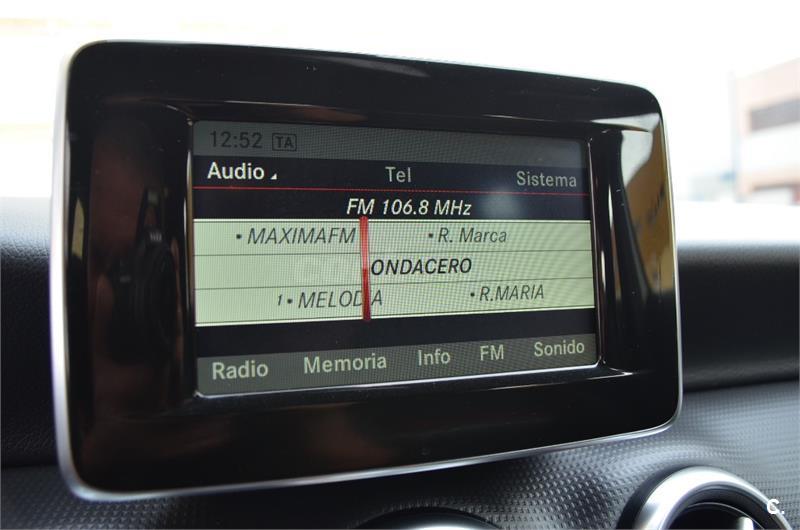 12:52 TA
Audio Tel Sistema
FM 106.8 MHz
• MAXIMAFM • R. Marca
ONDACERO
1• MELODIA • R.MARIA
Radio Memoria Info FM Sonido
c.